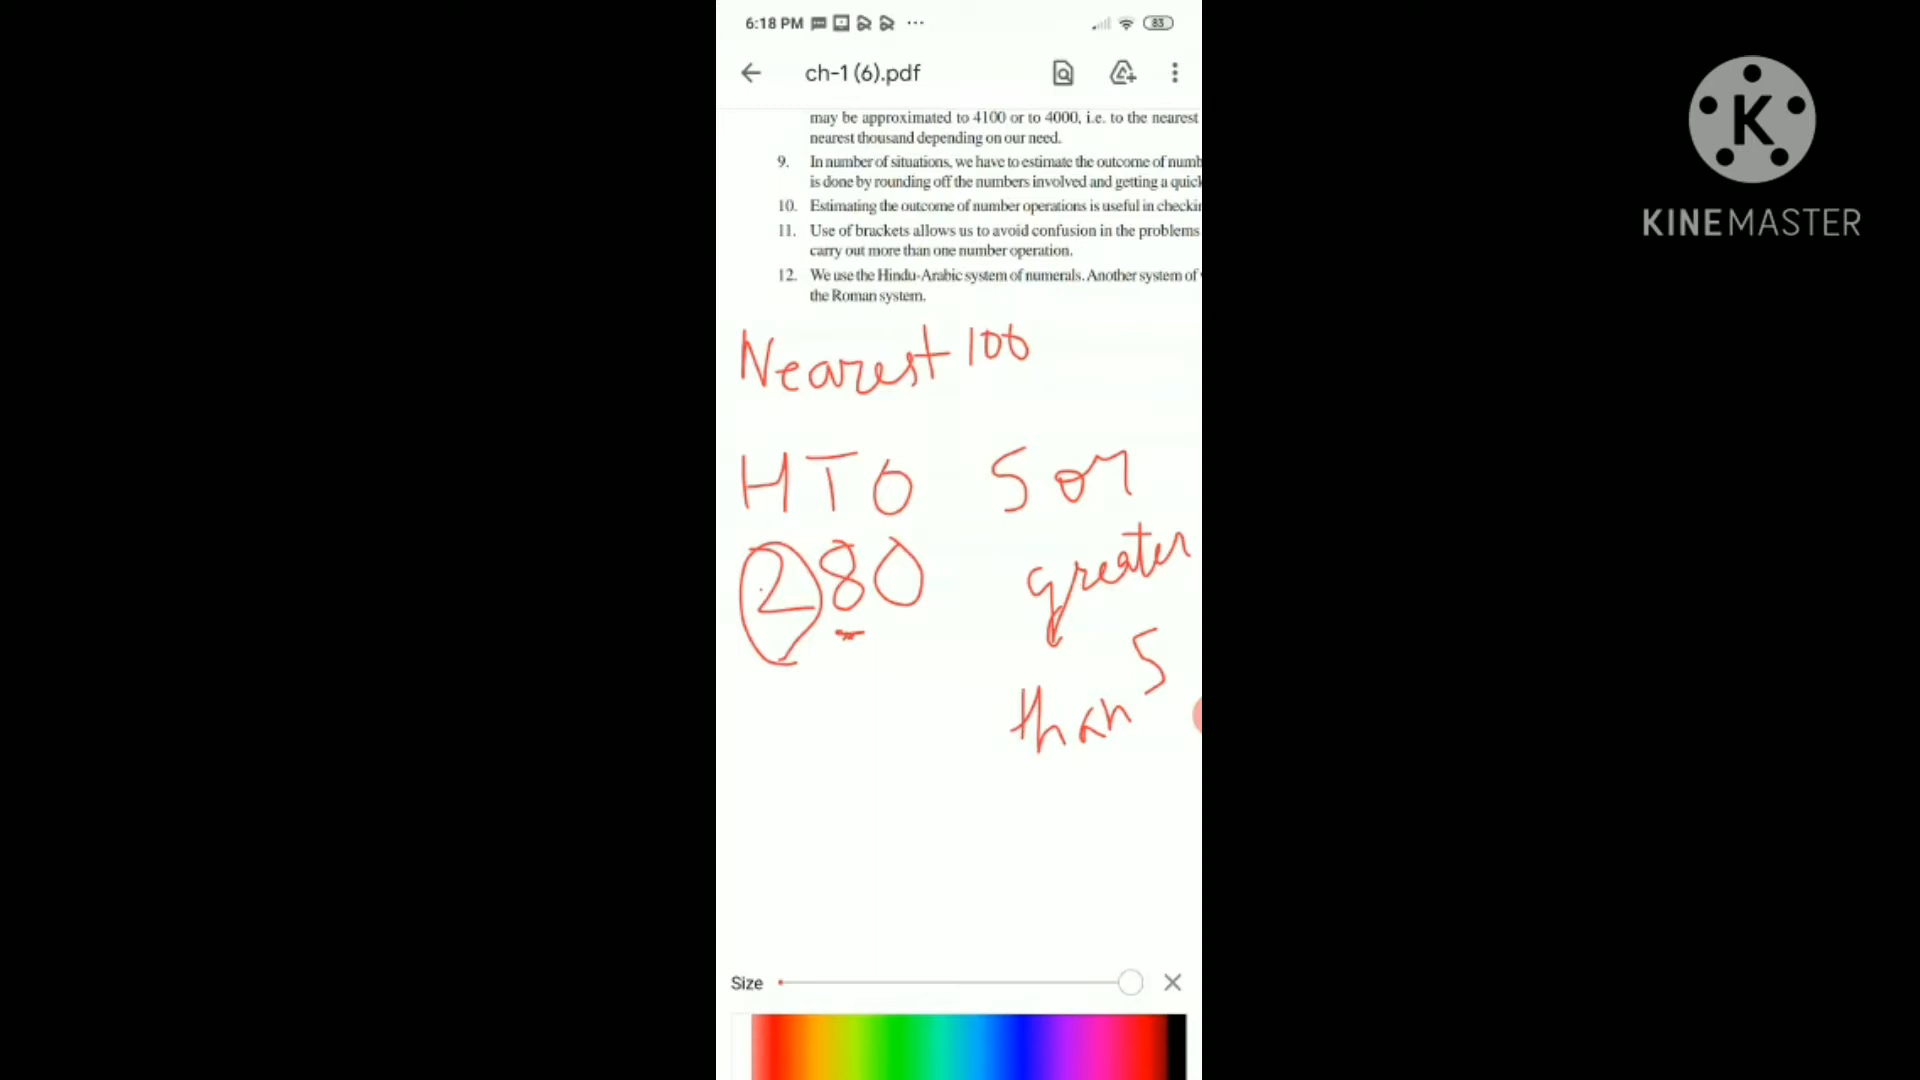 6:18 PM
83
ch-1 (6).pdf
K
KINEMASTER
may be approximated to 4100 or to 4000, i.e. to the nearest
nearest thousand depending on our need.
9. In number of situations, we have to estimate the outcome of numb
is done by rounding off the numbers involved and getting a quick
10. Estimating the outcome of number operations is useful in checkin
11. Use of brackets allows us to avoid confusion in the problems
carry out more than one number operation.
12. We use the Hindu-Arabic system of numerals. Another system of
the Roman system.
Nearest 100
HTO 5 or
280 greater
than 5
Size